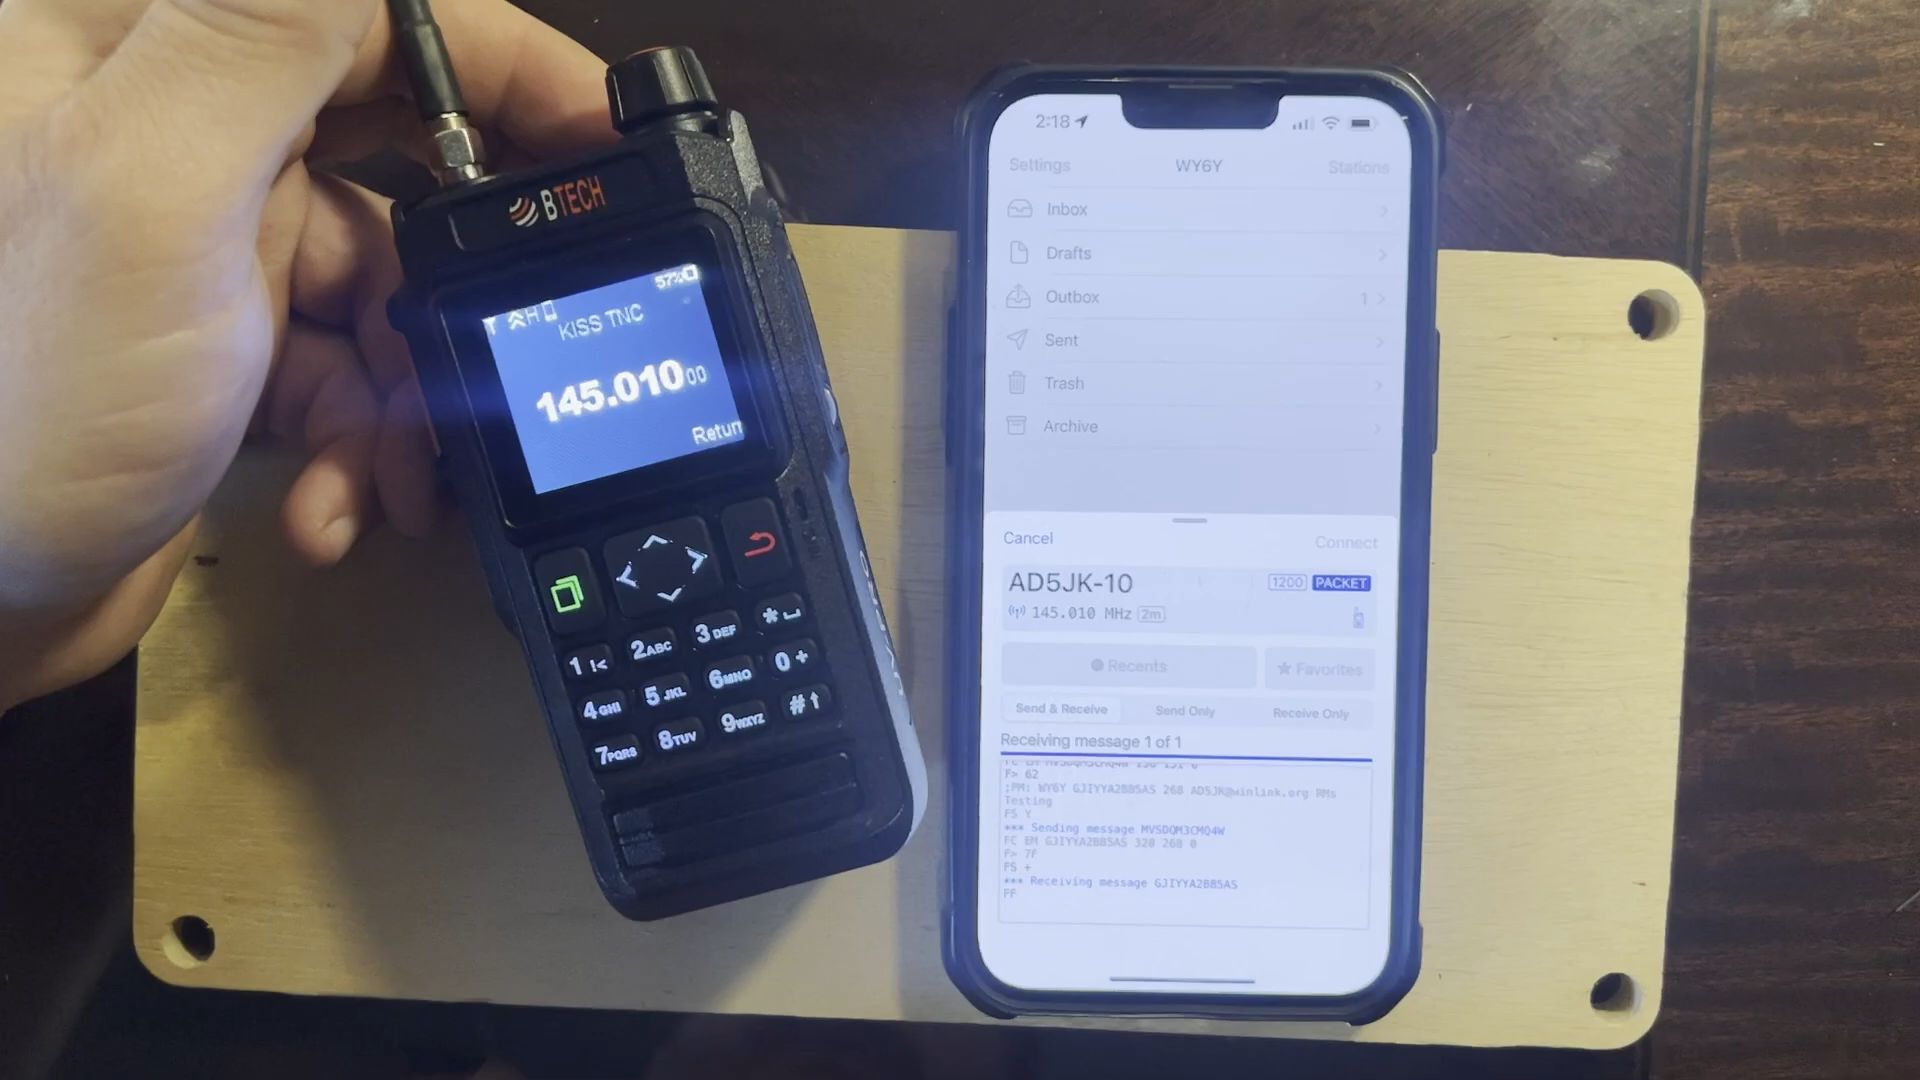 BTECH
57%
H
KISS TNC
145.01000
Return
1
2ABC
3DEF
*
4GHI
5JKL
6MNO
0 +
7PQRS
8TUV
9WXYZ
#
2:18
Settings
WY6Y
Stations
Inbox
Drafts
Outbox
1
Sent
Trash
Archive
Cancel
Connect
AD5JK-10
1200
PACKET
145.010 MHz
2m
Recents
Favorites
Send & Receive
Send Only
Receive Only
Receiving message 1 of 1
F> 62
;PM: WY6Y GJIYYA2BB5AS 268 AD5JK@winlink.org RMs
Testing
FS Y
*** Sending message MVSDQM3CMQ4W
FC EM GJIYYA2BB5AS 328 268 0
F> 7F
FS +
*** Receiving message GJIYYA2BB5AS
FF